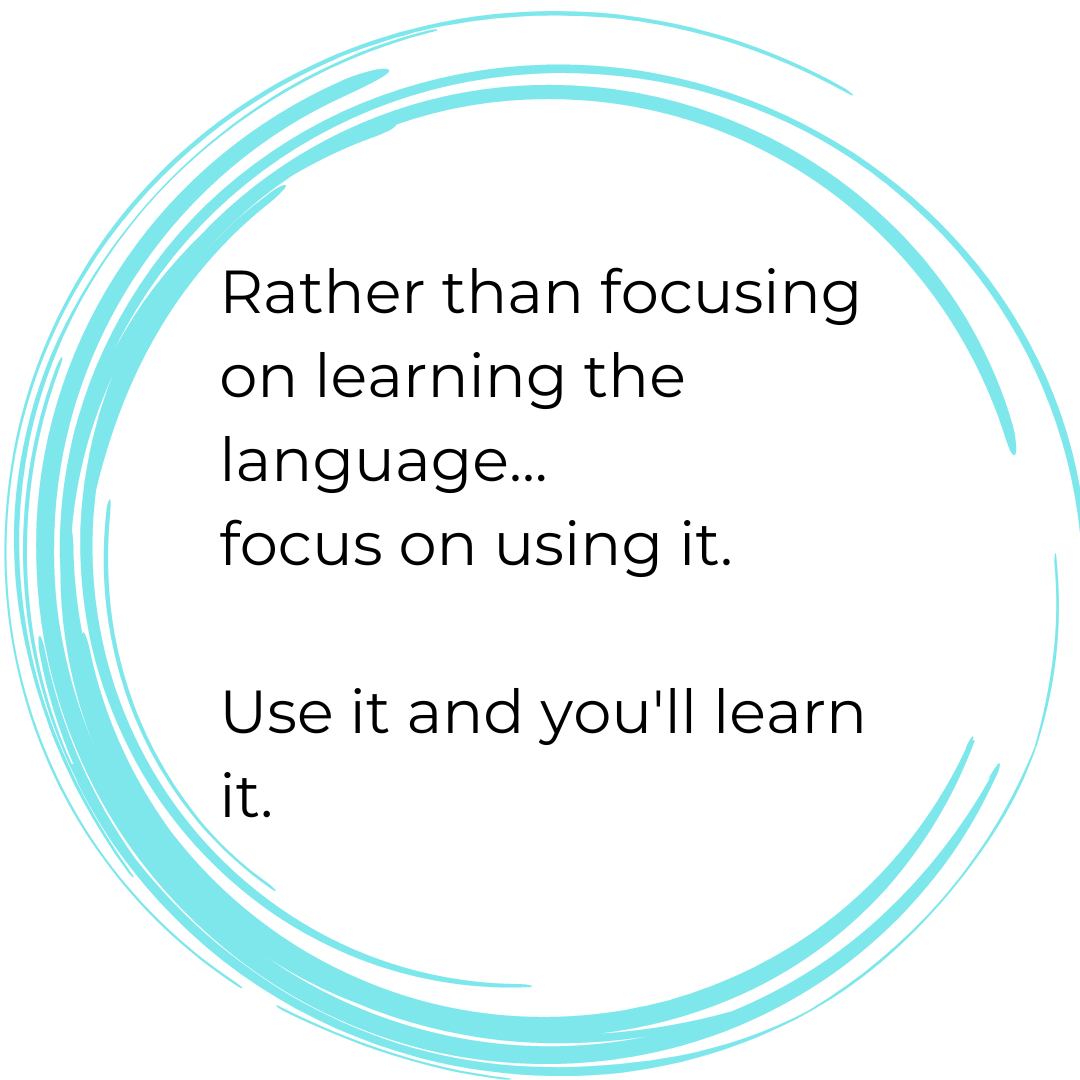 Rather than focusing
on learning the
language...
focus on using it.
Use it and you'll learn
it.